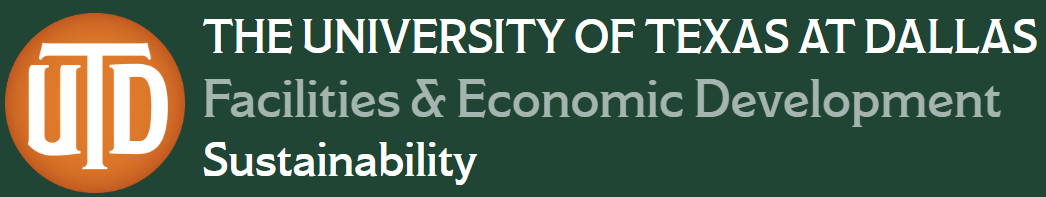 UTD
THE UNIVERSITY OF TEXAS AT DALLAS
Facilities & Economic Development
Sustainability